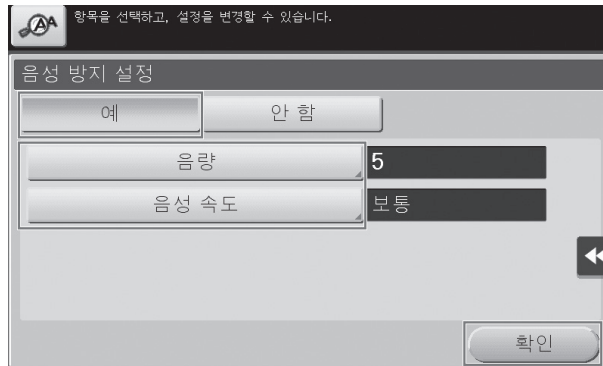 항목을 선택하고, 설정을 변경할 수 있습니다.
음성 방지 설정
예 안 함
음량 5
음성 속도 보통
확인